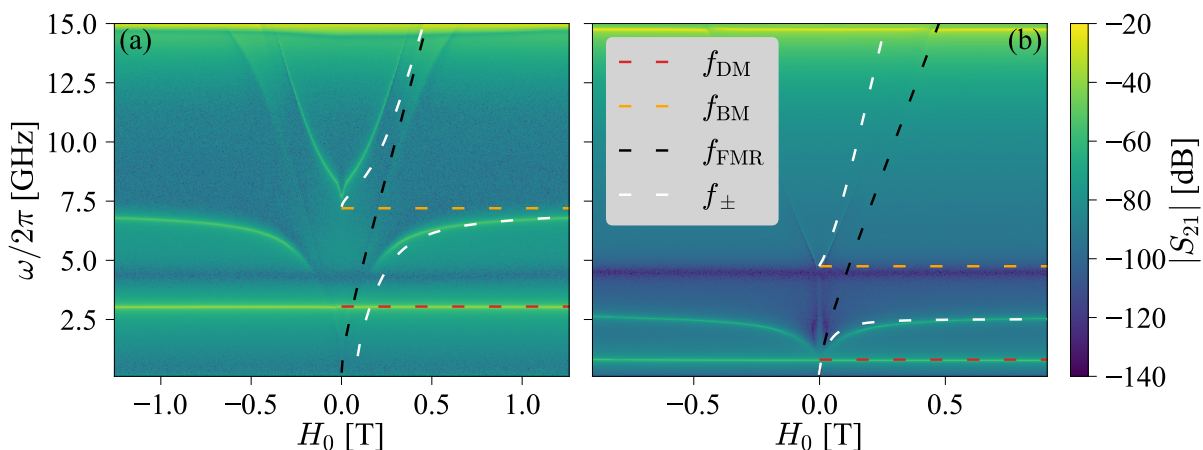 (a)
ω/2π [GHz]
15.0
12.5
10.0
7.5
5.0
2.5
−1.0 −0.5 0.0 0.5 1.0
H₀ [T]
(b)
f_DM
f_BM
f_FMR
f_±
−0.5 0.0 0.5
H₀ [T]
−20
−40
−60
−80
−100
−120
−140
|S₂₁| [dB]